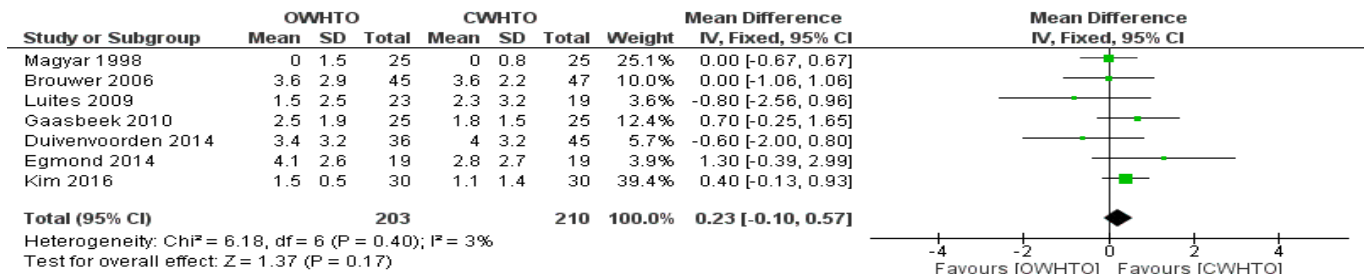 OWHTO CWHTO Mean Difference Mean Difference
Study or Subgroup Mean SD Total Mean SD Total Weight IV, Fixed, 95% CI IV, Fixed, 95% CI
Magyar 1998 0 1.5 25 0 0.8 25 25.1% 0.00 [-0.67, 0.67]
Brouwer 2006 3.6 2.9 45 3.6 2.2 47 10.0% 0.00 [-1.06, 1.06]
Luites 2009 1.5 2.5 23 2.3 3.2 19 3.6% -0.80 [-2.56, 0.96]
Gaasbeek 2010 2.5 1.9 25 1.8 1.5 25 12.4% 0.70 [-0.25, 1.65]
Duivenvoorden 2014 3.4 3.2 36 4 3.2 45 5.7% -0.60 [-2.00, 0.80]
Egmond 2014 4.1 2.6 19 2.8 2.7 19 3.9% 1.30 [-0.39, 2.99]
Kim 2016 1.5 0.5 30 1.1 1.4 30 39.4% 0.40 [-0.13, 0.93]
Total (95% CI) 203 210 100.0% 0.23 [-0.10, 0.57]
Heterogeneity: Chi² = 6.18, df = 6 (P = 0.40); I² = 3%
Test for overall effect: Z = 1.37 (P = 0.17)
-4 -2 0 2 4
Favours [OWHTO] Favours [CWHTO]